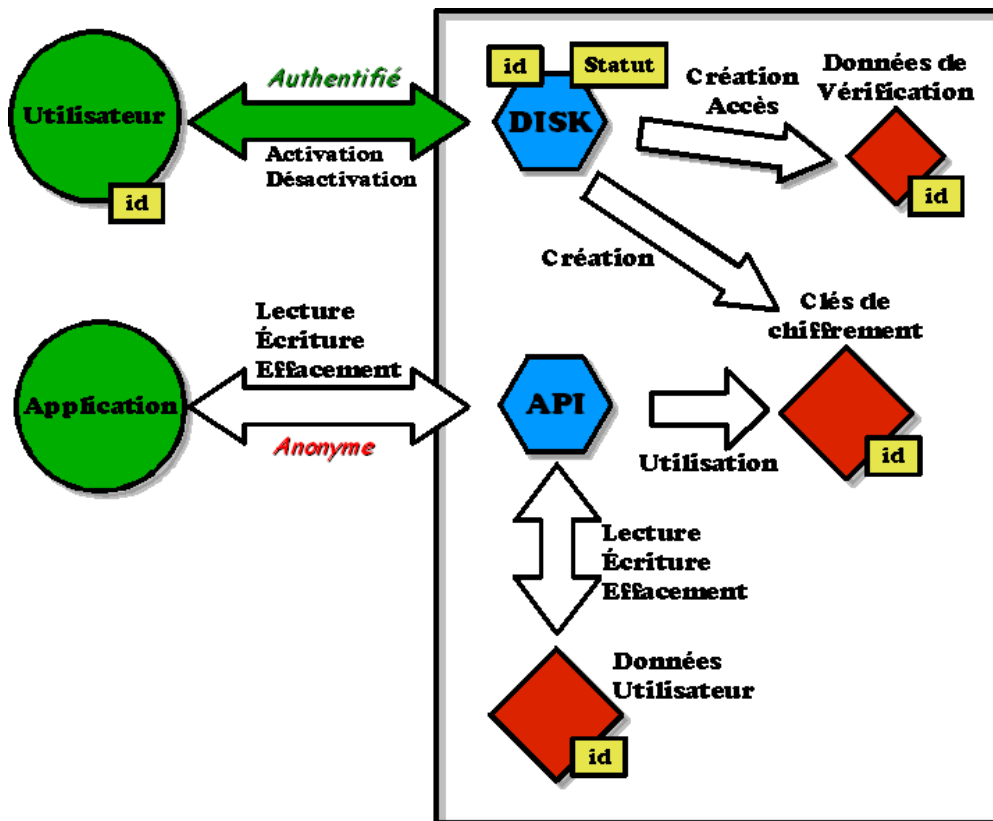 Authentifié
Utilisateur
Activation
Désactivation
id
id
Statut
DISK
Création
Accès
Données de
Vérification
id
Création
Clés de
chiffrement
id
Lecture
Écriture
Effacement
Application
Anonyme
API
Utilisation
Lecture
Écriture
Effacement
Données
Utilisateur
id